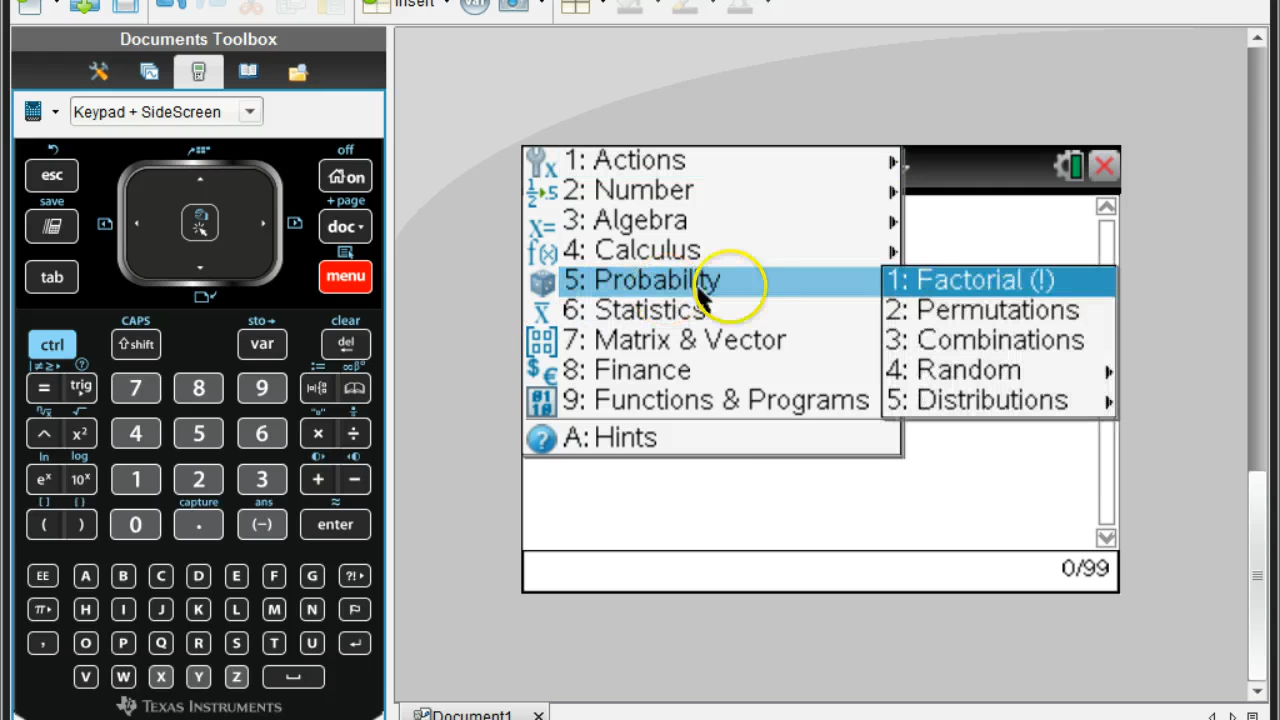 Insert
var
Documents Toolbox
Keypad + SideScreen
off
esc
on
save
+ page
doc
tab
menu
CAPS
sto→
clear
ctrl
⇧shift
var
del
|≠≥▸
?
:=
∞β°
=
trig
7
8
9
ⁿ√x
√
"∘"
÷
^
x²
4
5
6
×
÷
ln
log
eˣ
10ˣ
1
2
3
+
−
[ ]
{ }
capture
ans
≈
(
)
0
.
(−)
enter
EE
A
B
C
D
E
F
G
?!▸
π▸
H
I
J
K
L
M
N
,
O
P
Q
R
S
T
U
↵
V
W
X
Y
Z
TEXAS INSTRUMENTS
1: Actions
2: Number
3: Algebra
4: Calculus
5: Probability
6: Statistics
7: Matrix & Vector
8: Finance
9: Functions & Programs
A: Hints
1: Factorial (!)
2: Permutations
3: Combinations
4: Random
5: Distributions
0/99
Document1